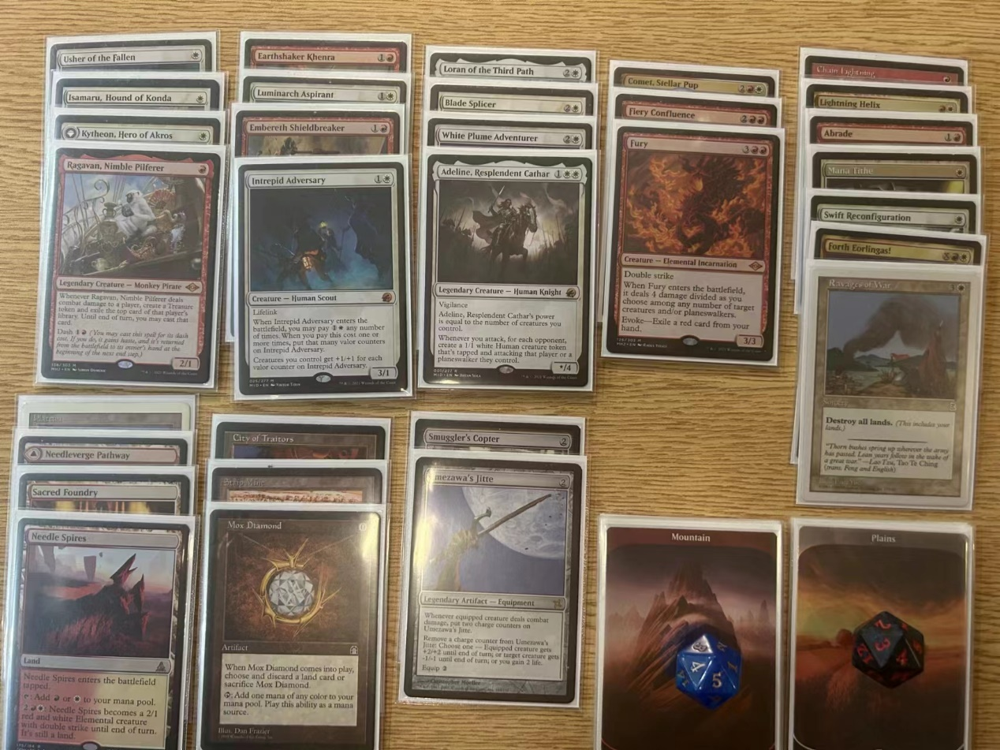 Usher of the Fallen
Isamaru, Hound of Konda
Kytheon, Hero of Akros
Ragavan, Nimble Pilferer
Legendary Creature — Monkey Pirate
Whenever Ragavan, Nimble Pilferer deals
combat damage to a player, create a Treasure
token and exile the top card of that player's
library. Until end of turn, you may cast that
card.
Dash 1 (You may cast this spell for its dash
cost. If you do, it gains haste, and it's returned
from the battlefield to its owner's hand at the
beginning of the next end step.)
2/1
Earthshaker Khenra 1
Luminarch Aspirant 1
Embereth Shieldbreaker 1
Intrepid Adversary 1
Creature — Human Scout
Lifelink
When Intrepid Adversary enters the
battlefield, you may pay 1 any number
of times. When you pay this cost one or
more times, put that many valor counters
on Intrepid Adversary.
Creatures you control get +1/+1 for each
valor counter on Intrepid Adversary.
3/1
Loran of the Third Path 2
Blade Splicer 2
White Plume Adventurer 2
Adeline, Resplendent Cathar 1
Legendary Creature — Human Knight
Vigilance
Adeline, Resplendent Cathar's power
is equal to the number of creatures you
control.
Whenever you attack, for each opponent,
create a 1/1 white Human creature token
that's tapped and attacking that player or a
planeswalker they control.
*/4
Comet, Stellar Pup 2
Fiery Confluence 2
Fury 3
Creature — Elemental Incarnation
Double strike
When Fury enters the battlefield,
it deals 4 damage divided as you
choose among any number of target
creatures and/or planeswalkers.
Evoke—Exile a red card from your
hand.
3/3
Chain Lightning
Lightning Helix
Abrade 1
Mana Tithe
Swift Reconfiguration
Forth Eorlingas!
Ravages of War 3
Sorcery
Destroy all lands. (This includes your
lands.)
"Thorn bushes spring up wherever the army
has passed. Lean years follow in the wake of
a great war." —Lao Tzu, Tao Te Ching
(trans. Feng and English)
Plateau
Needleverge Pathway
Sacred Foundry
Needle Spires
Land
Needle Spires enters the battlefield
tapped.
: Add or to your mana pool.
2 : Needle Spires becomes a 2/1
red and white Elemental creature
with double strike until end of turn.
It's still a land.
City of Traitors
Strip Mine
Mox Diamond 0
Artifact
When Mox Diamond comes into play,
choose and discard a land card or
sacrifice Mox Diamond.
: Add one mana of any color to your
mana pool. Play this ability as a mana
source.
Illus. Dan Frazier
Smuggler's Copter 2
Umezawa's Jitte 2
Legendary Artifact — Equipment
Whenever equipped creature deals combat
damage, put two charge counters on
Umezawa's Jitte.
Remove a charge counter from Umezawa's
Jitte: Choose one — Equipped creature gets
+2/+2 until end of turn; or target creature gets
-1/-1 until end of turn; or you gain 2 life.
Equip 2
Mountain
5
Plains